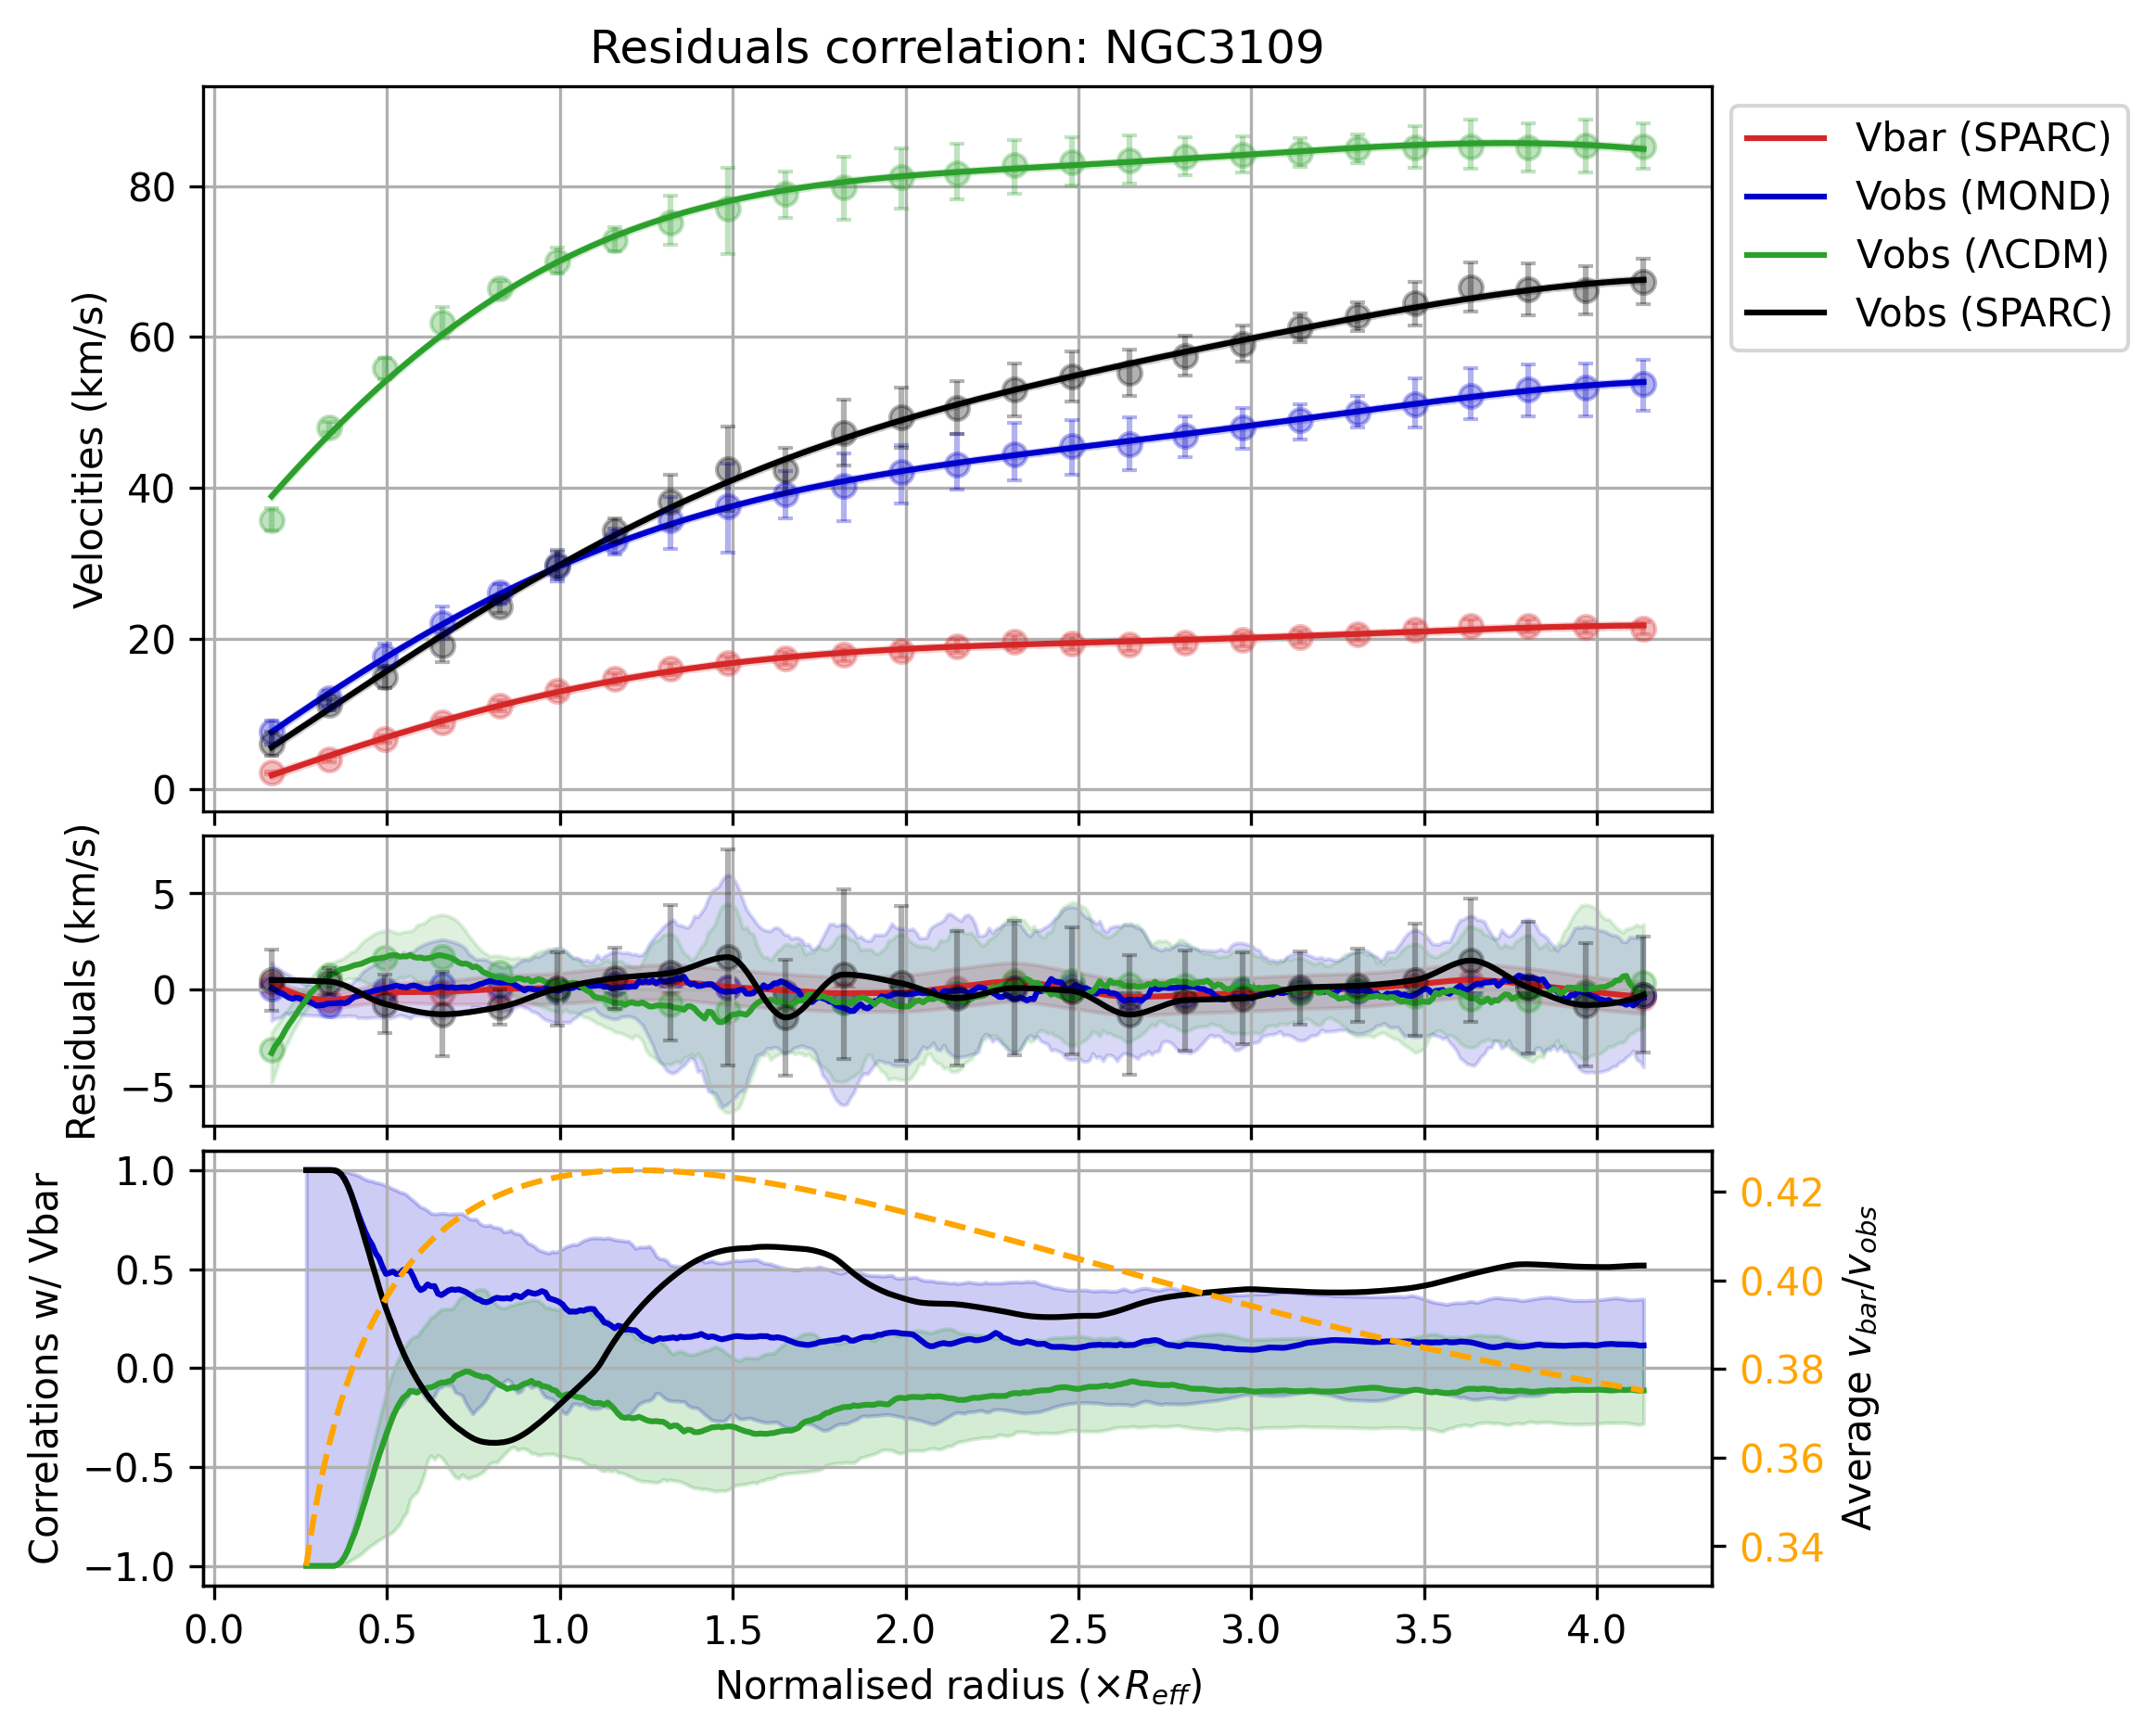 Residuals correlation: NGC3109
Vbar (SPARC)
Vobs (MOND)
Vobs (ΛCDM)
Vobs (SPARC)
Velocities (km/s)
80
60
40
20
0
Residuals (km/s)
5
0
−5
Correlations w/ Vbar
1.0
0.5
0.0
−0.5
−1.0
0.42
0.40
0.38
0.36
0.34
Average v_bar/v_obs
0.0 0.5 1.0 1.5 2.0 2.5 3.0 3.5 4.0
Normalised radius (×R_eff)